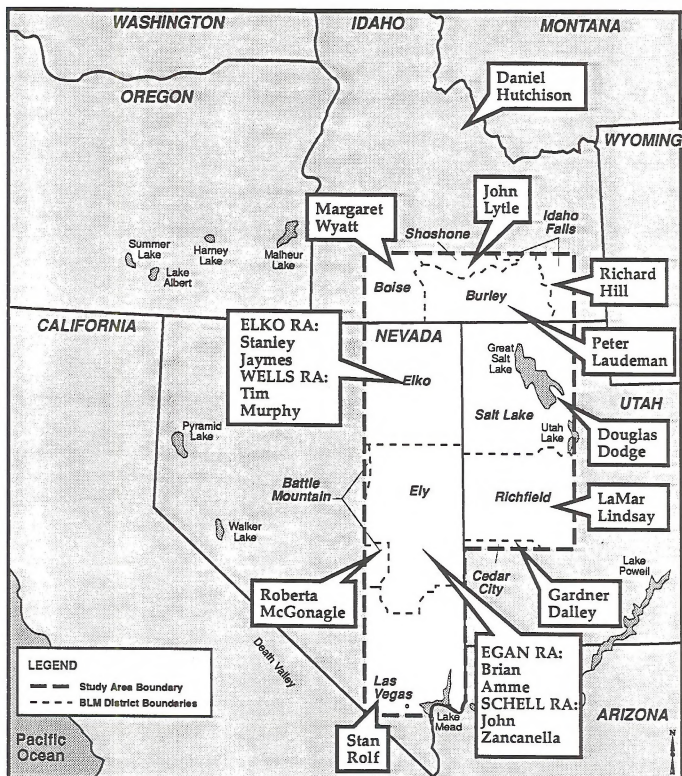 WASHINGTON
IDAHO
MONTANA
OREGON
Daniel
Hutchison
WYOMING
John
Lytle
Margaret
Wyatt
Shoshone
Idaho
Falls
Summer
Lake
Harney
Lake
Lake
Albert
Malheur
Lake
Boise
Burley
Richard
Hill
CALIFORNIA
NEVADA
ELKO RA:
Stanley
Jaymes
WELLS RA:
Tim
Murphy
Peter
Laudeman
Great
Salt
Lake
Elko
Salt Lake
UTAH
Utah
Lake
Douglas
Dodge
Pyramid
Lake
Battle
Mountain
Ely
Richfield
LaMar
Lindsay
Walker
Lake
Cedar
City
Lake
Powell
Roberta
McGonagle
Gardner
Dalley
Death Valley
EGAN RA:
Brian
Amme
SCHELL RA:
John
Zancanella
LEGEND
Study Area Boundary
BLM District Boundaries
Las
Vegas
Lake
Mead
ARIZONA
Stan
Rolf
Pacific
Ocean
N